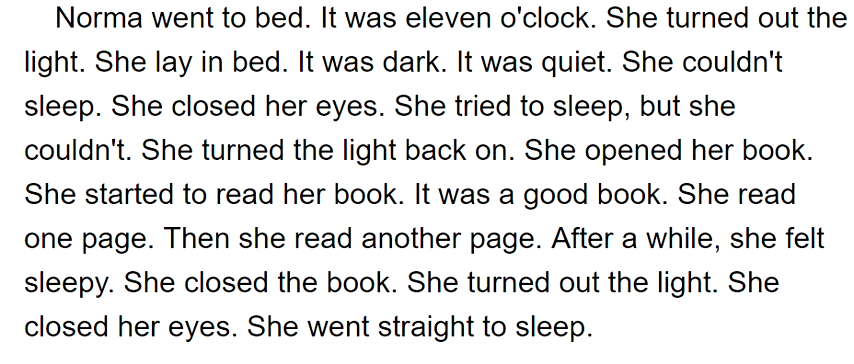 Norma went to bed. It was eleven o'clock. She turned out the
light. She lay in bed. It was dark. It was quiet. She couldn't
sleep. She closed her eyes. She tried to sleep, but she
couldn't. She turned the light back on. She opened her book.
She started to read her book. It was a good book. She read
one page. Then she read another page. After a while, she felt
sleepy. She closed the book. She turned out the light. She
closed her eyes. She went straight to sleep.